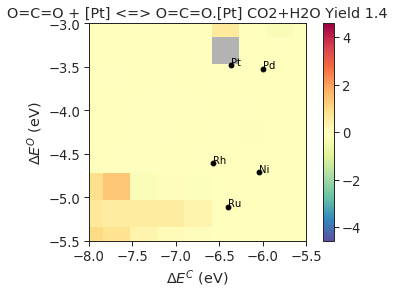 O=C=O + [Pt] <=> O=C=O.[Pt] CO2+H2O Yield 1.4
−3.0
−3.5
−4.0
−4.5
−5.0
−5.5
ΔE^O (eV)
Pt
Pd
Rh
Ni
Ru
−8.0
−7.5
−7.0
−6.5
−6.0
−5.5
ΔE^C (eV)
4
2
0
−2
−4